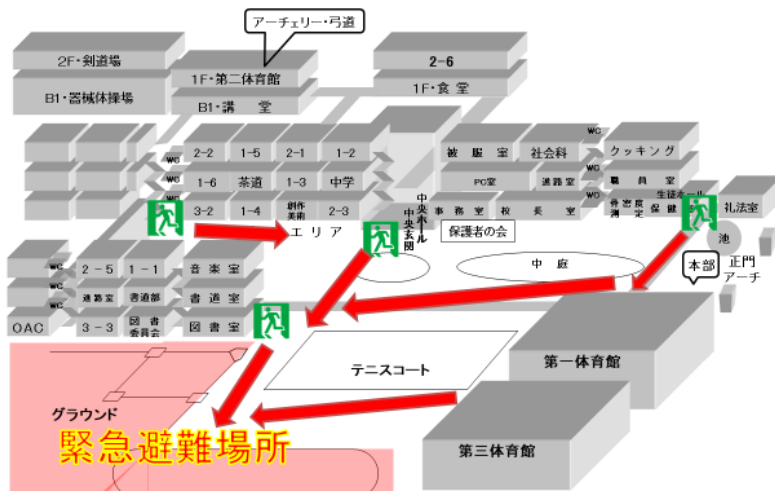 アーチェリー・弓道
2F・剣道場
B1・器械体操場
1F・第二体育館
B1・講 堂
2-6
1F・食 堂
WC
2-2 1-5 2-1 1-2
WC
1-6 茶道 1-3 中学
WC
3-2 1-4 創作美術 2-3
エ リ ア
中央ホール
中央玄関
被 服 室 社会科
WC
クッキング
PC室 進路室
WC
職 員 室
事 務 室 校 長 室
WC
生徒ホール
骨密度測定 保健室
礼法室
保護者の会
中 庭
池
正門
アーチ
本部
WC
2-5 1-1 音楽室
WC
進路室 書道部 書道室
WC
OAC 3-3 図書委員会 図書室
テニスコート
第一体育館
第三体育館
グラウンド
緊急避難場所